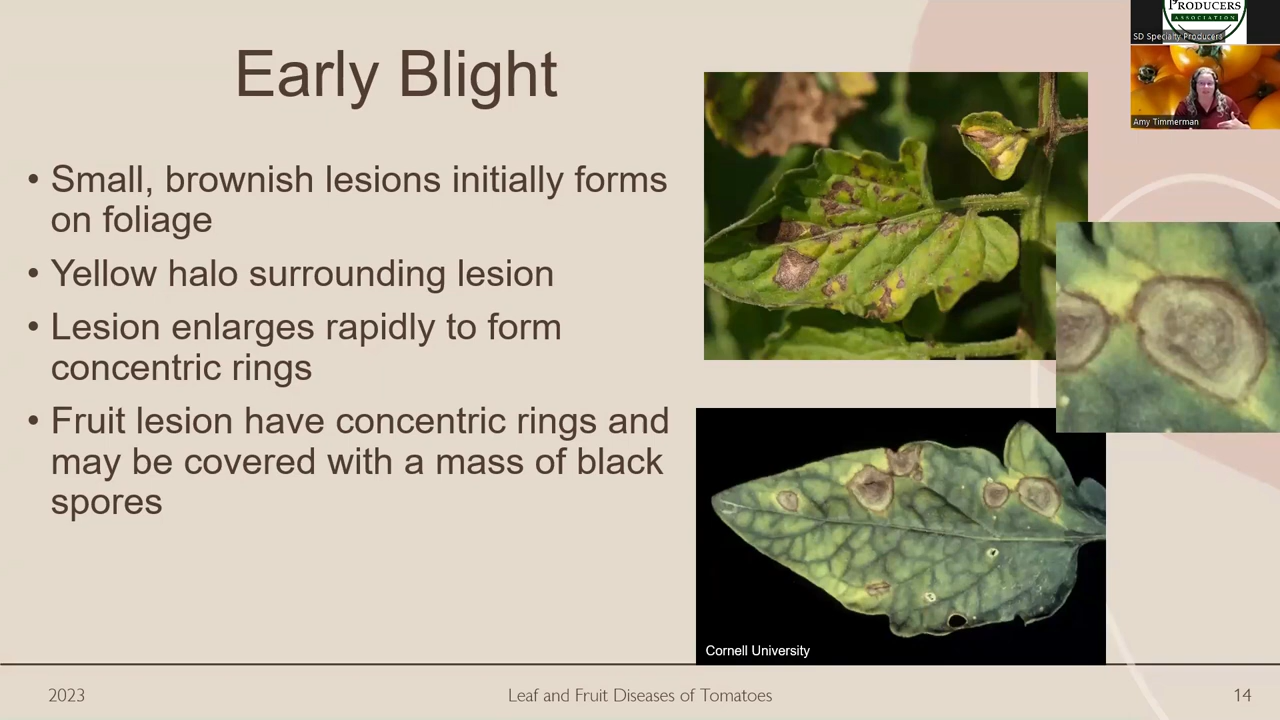 PRODUCERS
ASSOCIATION
SD Specialty Producers
Amy Timmerman
Early Blight
• Small, brownish lesions initially forms
on foliage
• Yellow halo surrounding lesion
• Lesion enlarges rapidly to form
concentric rings
• Fruit lesion have concentric rings and
may be covered with a mass of black
spores
Cornell University
2023
Leaf and Fruit Diseases of Tomatoes
14